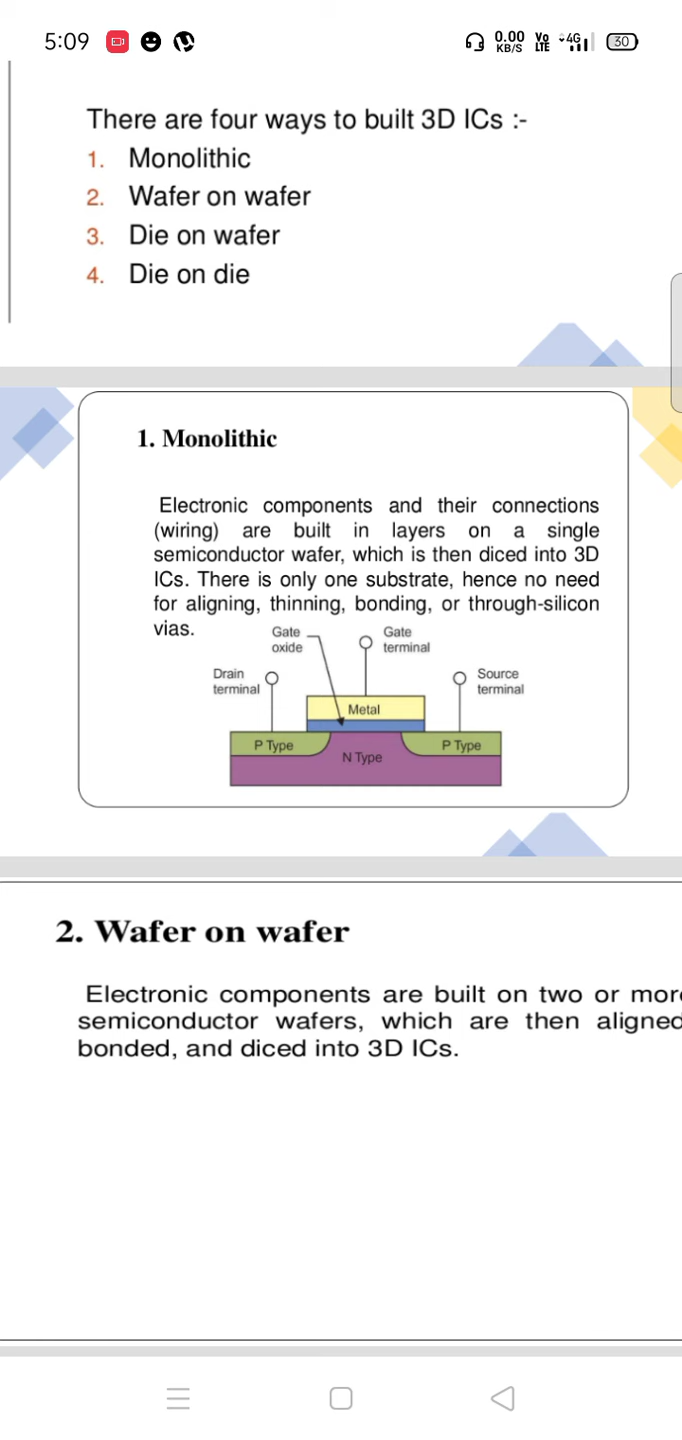 5:09
0.00
KB/S
Vo
LTE
4G
30
There are four ways to built 3D ICs :-
1. Monolithic
2. Wafer on wafer
3. Die on wafer
4. Die on die
1. Monolithic
Electronic components and their connections
(wiring) are built in layers on a single
semiconductor wafer, which is then diced into 3D
ICs. There is only one substrate, hence no need
for aligning, thinning, bonding, or through-silicon
vias.
Gate
oxide
Gate
terminal
Drain
terminal
Source
terminal
Metal
P Type
N Type
P Type
2. Wafer on wafer
Electronic components are built on two or more
semiconductor wafers, which are then aligned
bonded, and diced into 3D ICs.